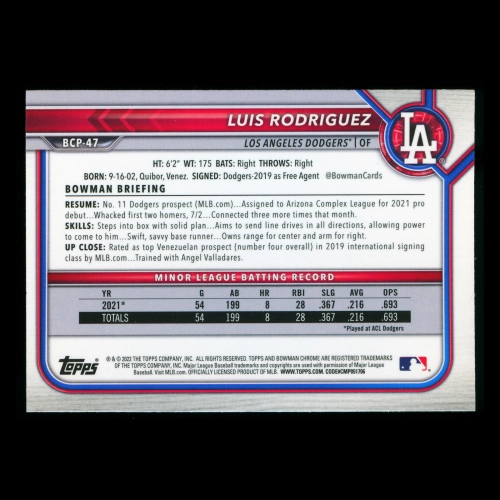 LUIS RODRIGUEZ
BCP-47
LOS ANGELES DODGERS® | OF
LA
HT: 6'2" WT: 175 BATS: Right THROWS: Right
BORN: 9-16-02, Quibor, Venez. SIGNED: Dodgers-2019 as Free Agent @BowmanCards
BOWMAN BRIEFING
RESUME: No. 11 Dodgers prospect (MLB.com)...Assigned to Arizona Complex League for 2021 pro
debut...Whacked first two homers, 7/2...Connected three more times that month.
SKILLS: Steps into box with solid plan...Aims to send line drives in all directions, allowing power
to come to him...Swift, savvy base runner...Owns range for center and arm for right.
UP CLOSE: Rated as top Venezuelan prospect (number four overall) in 2019 international signing
class by MLB.com...Trained with Angel Valladares.
MINOR LEAGUE BATTING RECORD
YR G AB HR RBI SLG AVG OPS
2021* 54 199 8 28 .367 .216 .693
TOTALS 54 199 8 28 .367 .216 .693
*Played at ACL Dodgers
Topps
® & © 2022 THE TOPPS COMPANY, INC. ALL RIGHTS RESERVED. TOPPS AND BOWMAN CHROME ARE REGISTERED TRADEMARKS
OF THE TOPPS COMPANY, INC. Major League Baseball trademarks and copyrights are used with permission of Major League
Baseball. Visit MLB.com. OFFICIALLY LICENSED PRODUCT OF MLB. WWW.TOPPS.COM. CODE#CMP051706